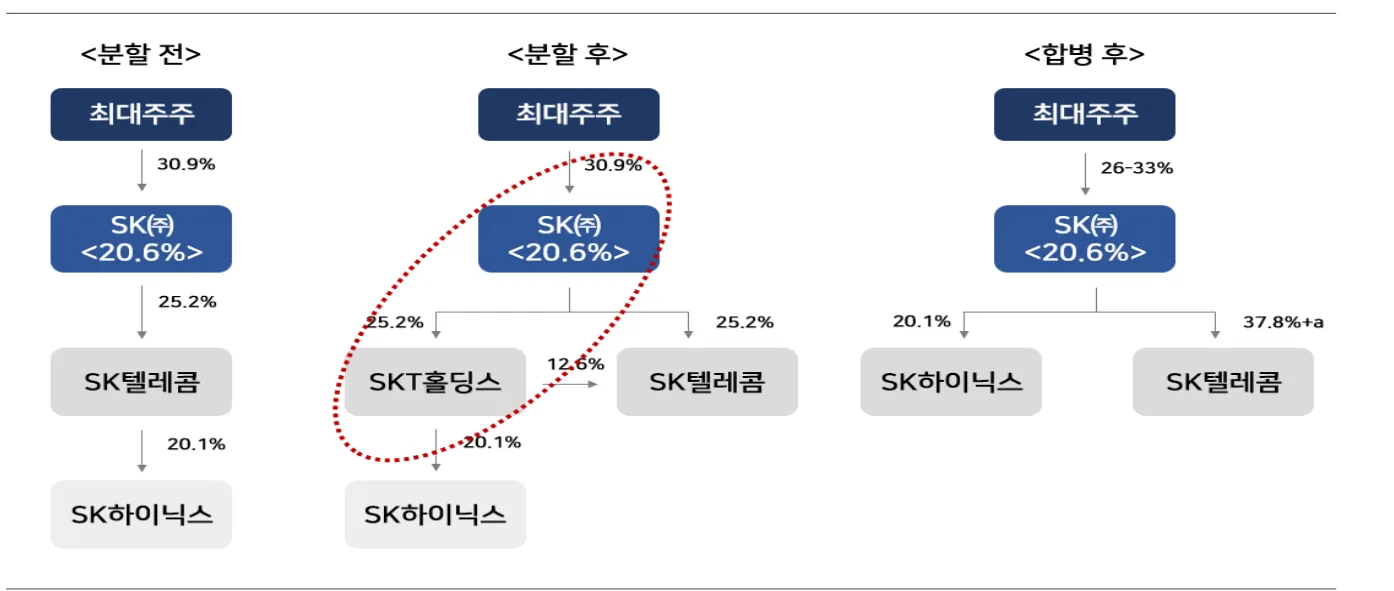 <분할 전>
최대주주
30.9%
SK㈜
<20.6%>
25.2%
SK텔레콤
20.1%
SK하이닉스
<분할 후>
최대주주
30.9%
SK㈜
<20.6%>
25.2%
25.2%
SKT홀딩스
12.6%
SK텔레콤
20.1%
SK하이닉스
<합병 후>
최대주주
26-33%
SK㈜
<20.6%>
20.1%
37.8%+a
SK하이닉스
SK텔레콤